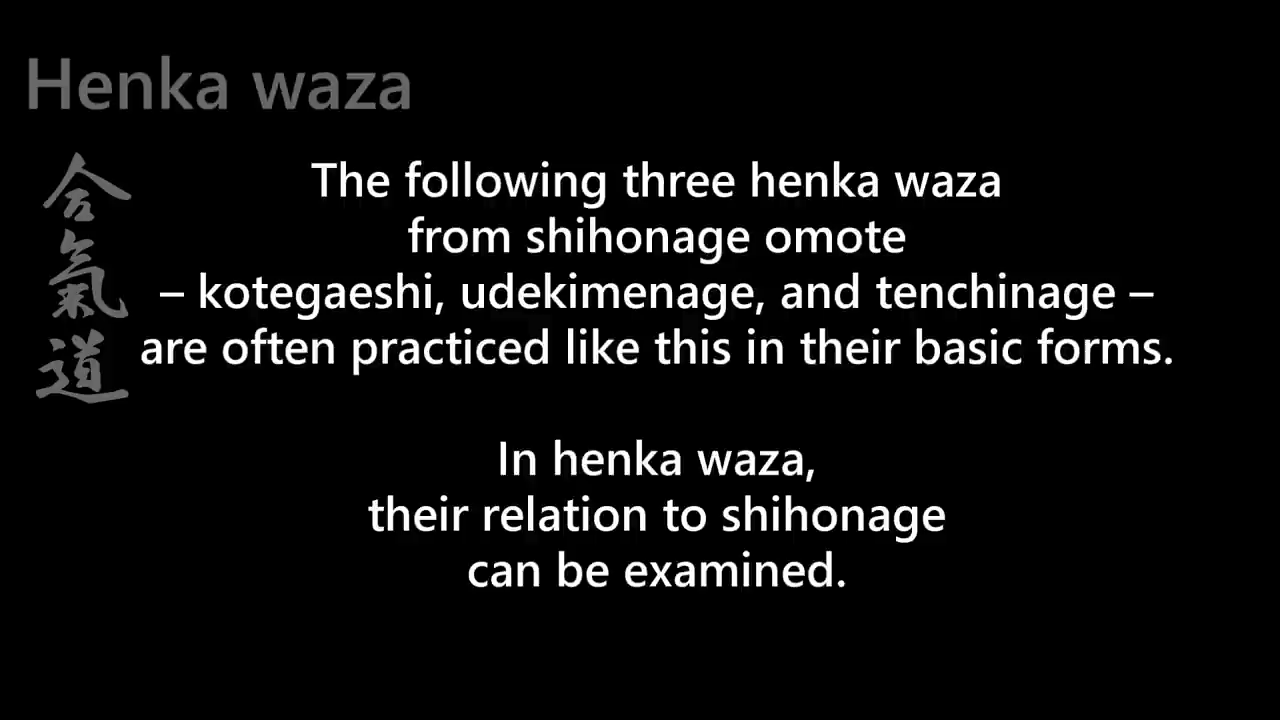 Henka waza
合氣道
The following three henka waza
from shihonage omote
– kotegaeshi, udekimenage, and tenchinage –
are often practiced like this in their basic forms.
In henka waza,
their relation to shihonage
can be examined.